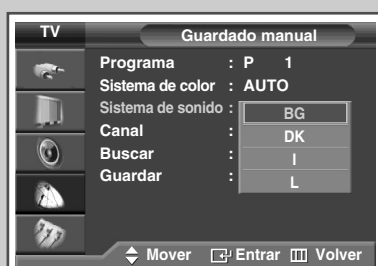 TV
Guardado manual
Programa : P 1
Sistema de color : AUTO
Sistema de sonido : BG
DK
Canal :
I
Buscar :
L
Guardar :
Mover Entrar Volver